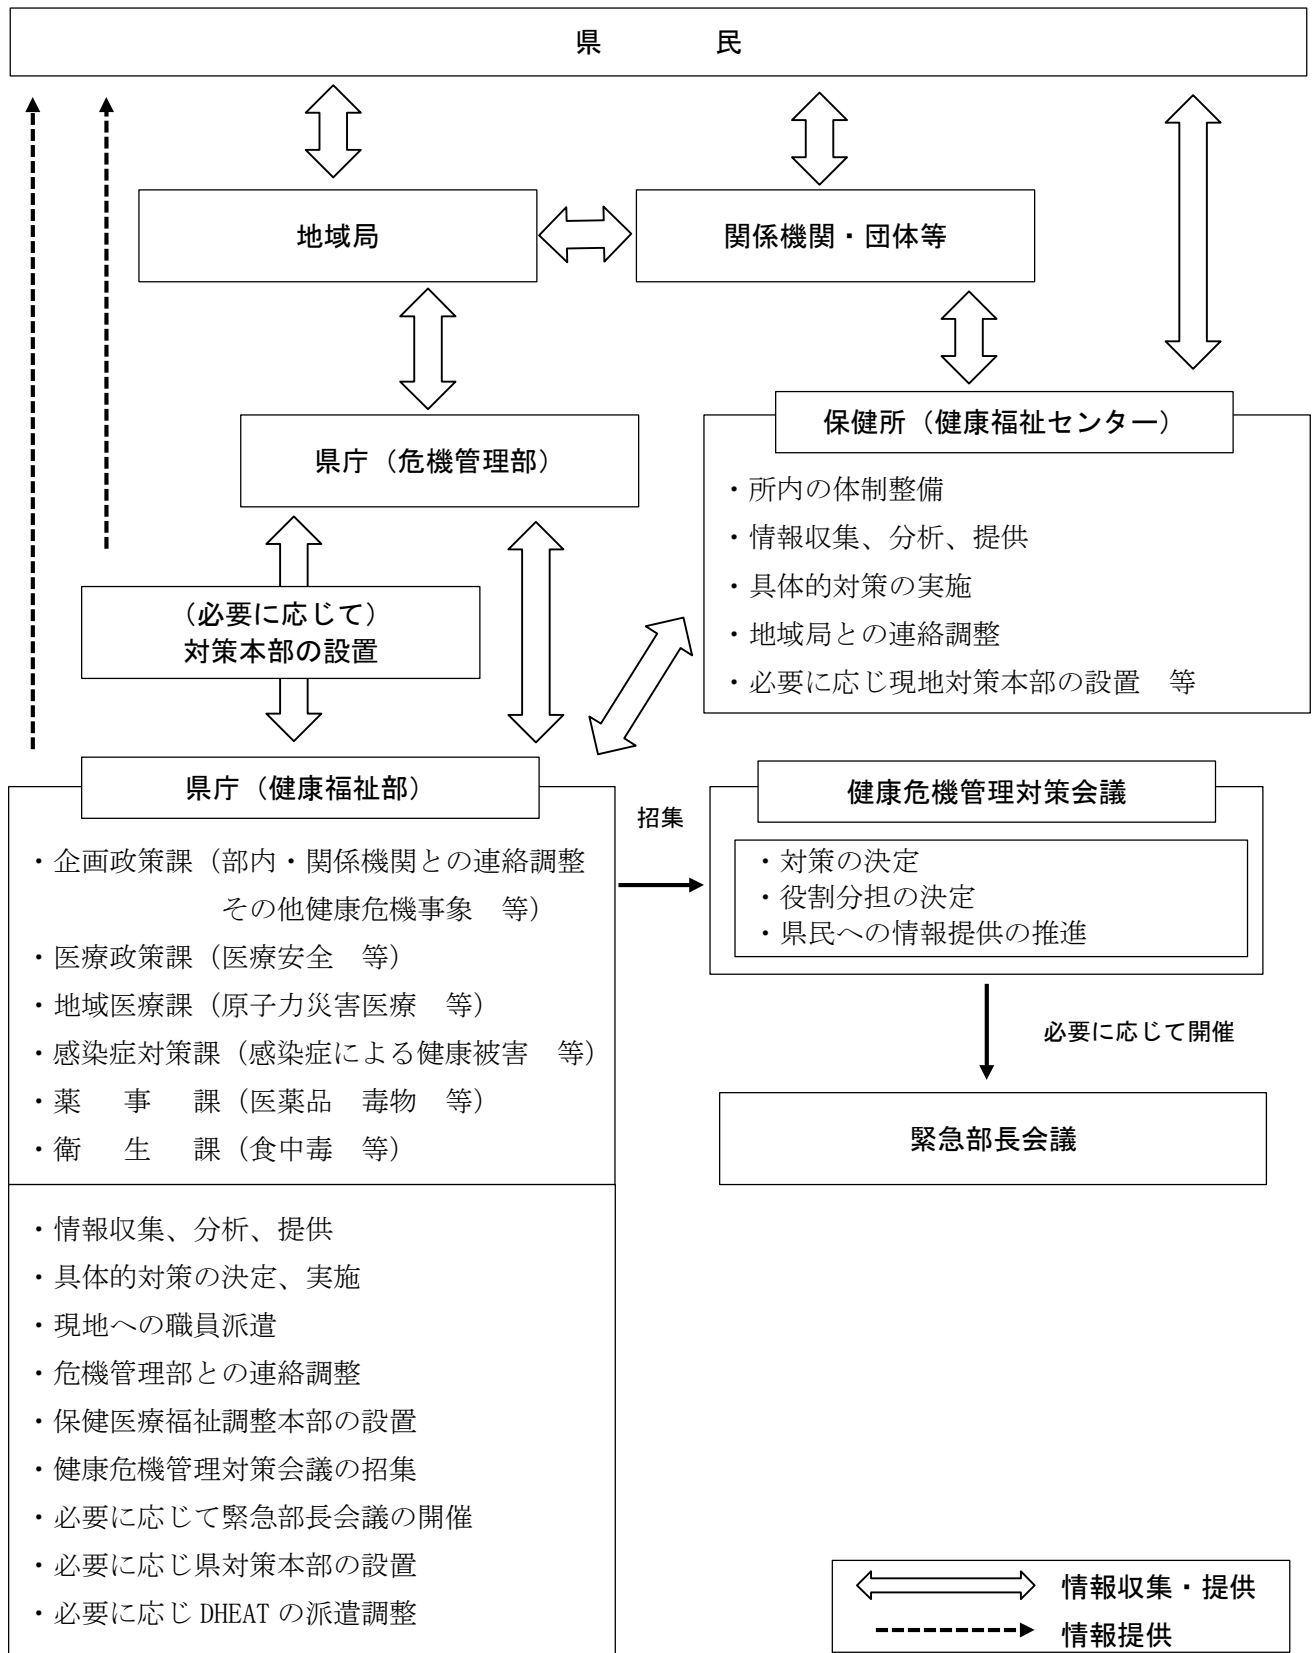 県　　　　民
地域局
関係機関・団体等
県庁（危機管理部）
保健所（健康福祉センター）
・所内の体制整備
・情報収集、分析、提供
・具体的対策の実施
・地域局との連絡調整
・必要に応じ現地対策本部の設置　等
（必要に応じて）
対策本部の設置
県庁（健康福祉部）
・企画政策課（部内・関係機関との連絡調整
その他健康危機事象　等）
・医療政策課（医療安全　等）
・地域医療課（原子力災害医療　等）
・感染症対策課（感染症による健康被害　等）
・薬　事　課（医薬品　毒物　等）
・衛　生　課（食中毒　等）
・情報収集、分析、提供
・具体的対策の決定、実施
・現地への職員派遣
・危機管理部との連絡調整
・保健医療福祉調整本部の設置
・健康危機管理対策会議の招集
・必要に応じて緊急部長会議の開催
・必要に応じ県対策本部の設置
・必要に応じ DHEAT の派遣調整
招集
健康危機管理対策会議
・対策の決定
・役割分担の決定
・県民への情報提供の推進
必要に応じて開催
緊急部長会議
情報収集・提供
情報提供